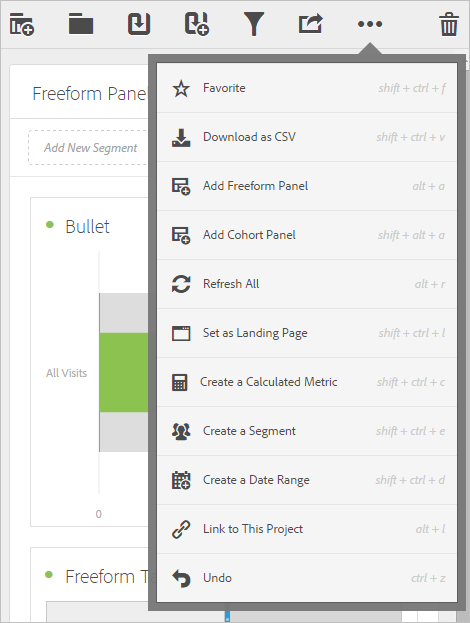 Freeform Pane
Add New Segment
Bullet
All Visits
0
Freeform T
Favorite shift + ctrl + f
Download as CSV shift + ctrl + v
Add Freeform Panel alt + a
Add Cohort Panel shift + alt + a
Refresh All alt + r
Set as Landing Page shift + ctrl + l
Create a Calculated Metric shift + ctrl + c
Create a Segment shift + ctrl + e
Create a Date Range shift + ctrl + d
Link to This Project alt + l
Undo ctrl + z